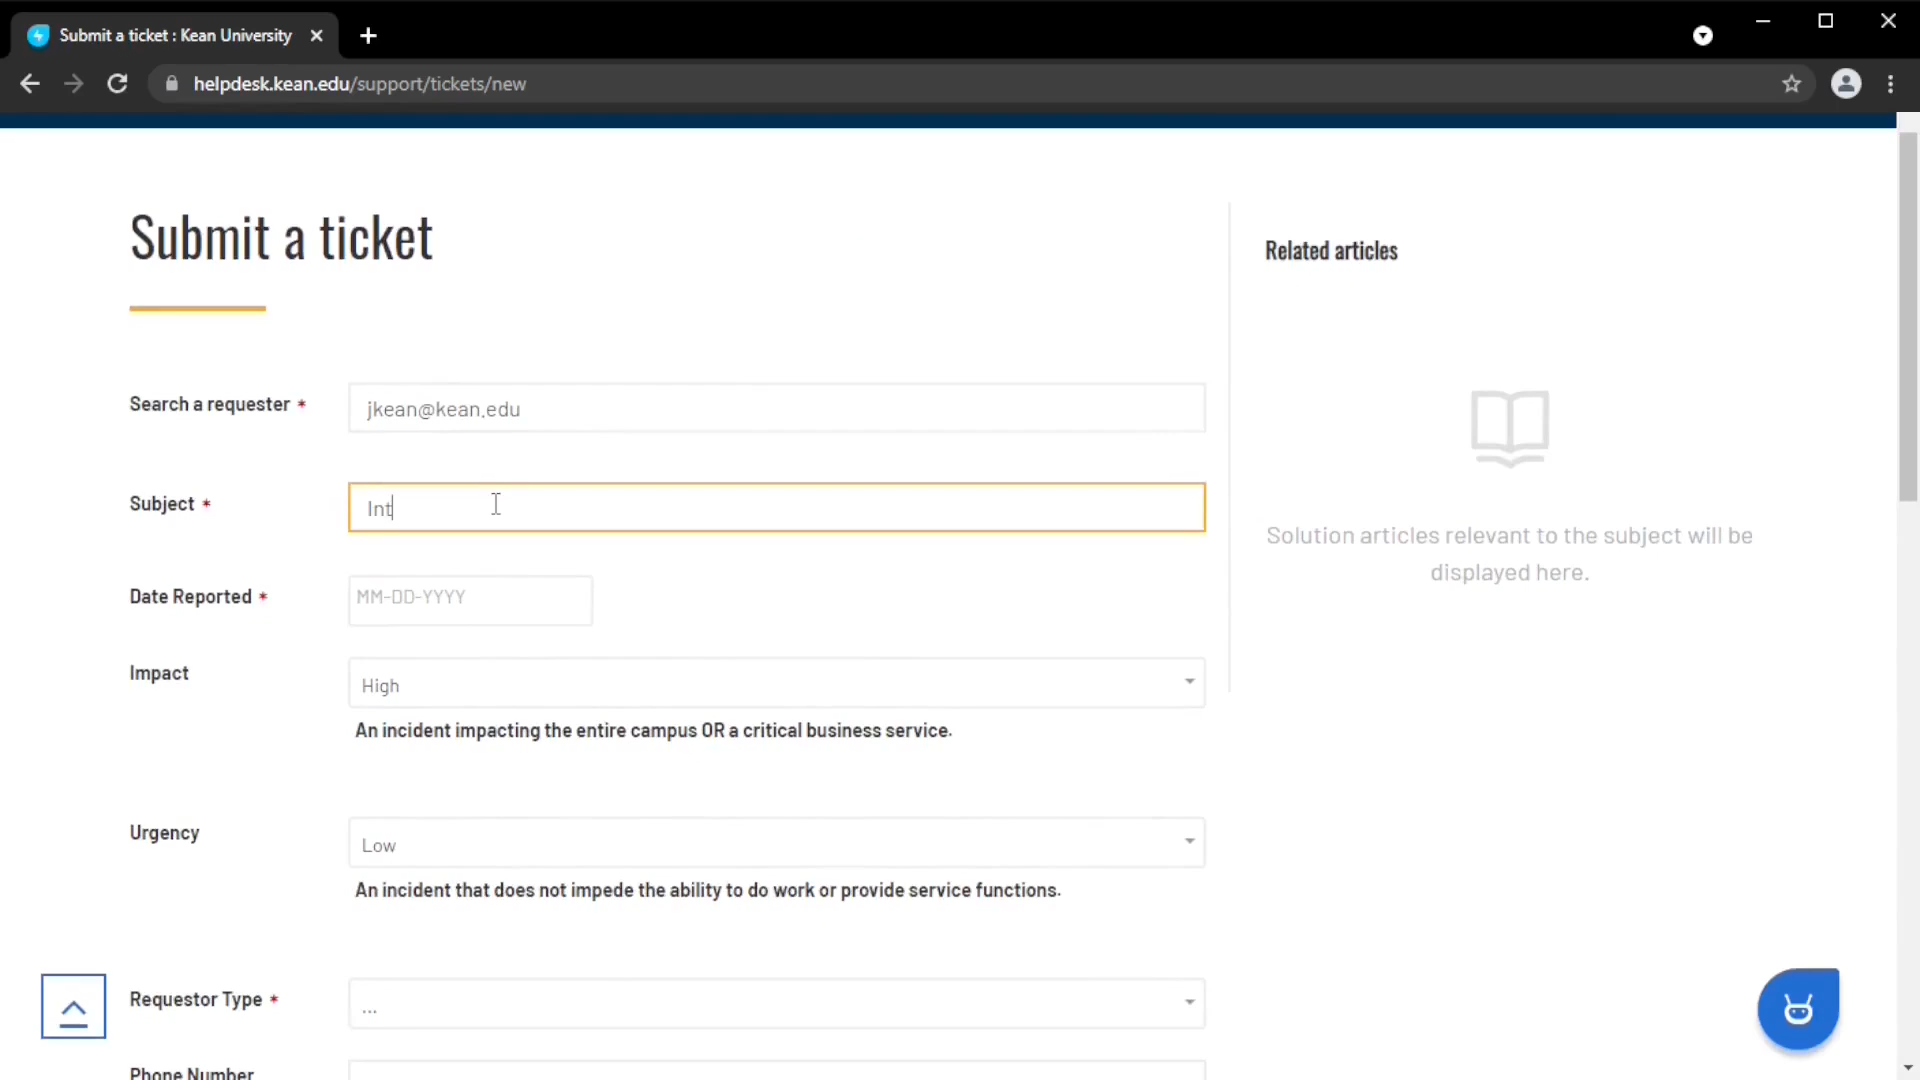 Submit a ticket : Kean University
helpdesk.kean.edu/support/tickets/new
Submit a ticket
Related articles
Search a requester *
jkean@kean.edu
Subject *
Int
Solution articles relevant to the subject will be
displayed here.
Date Reported *
MM-DD-YYYY
Impact
High
An incident impacting the entire campus OR a critical business service.
Urgency
Low
An incident that does not impede the ability to do work or provide service functions.
Requestor Type *
...
Phone Number